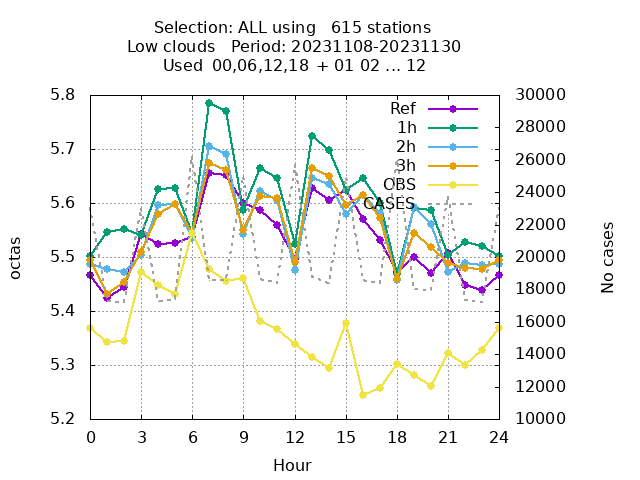 Selection: ALL using   615 stations
Low clouds   Period: 20231108-20231130
Used  00,06,12,18  + 01 02 ... 12
5.8
5.7
5.6
5.5
5.4
5.3
5.2
octas
30000
28000
26000
24000
22000
20000
18000
16000
14000
12000
10000
No cases
Ref
1h
2h
3h
OBS
CASES
0 3 6 9 12 15 18 21 24
Hour